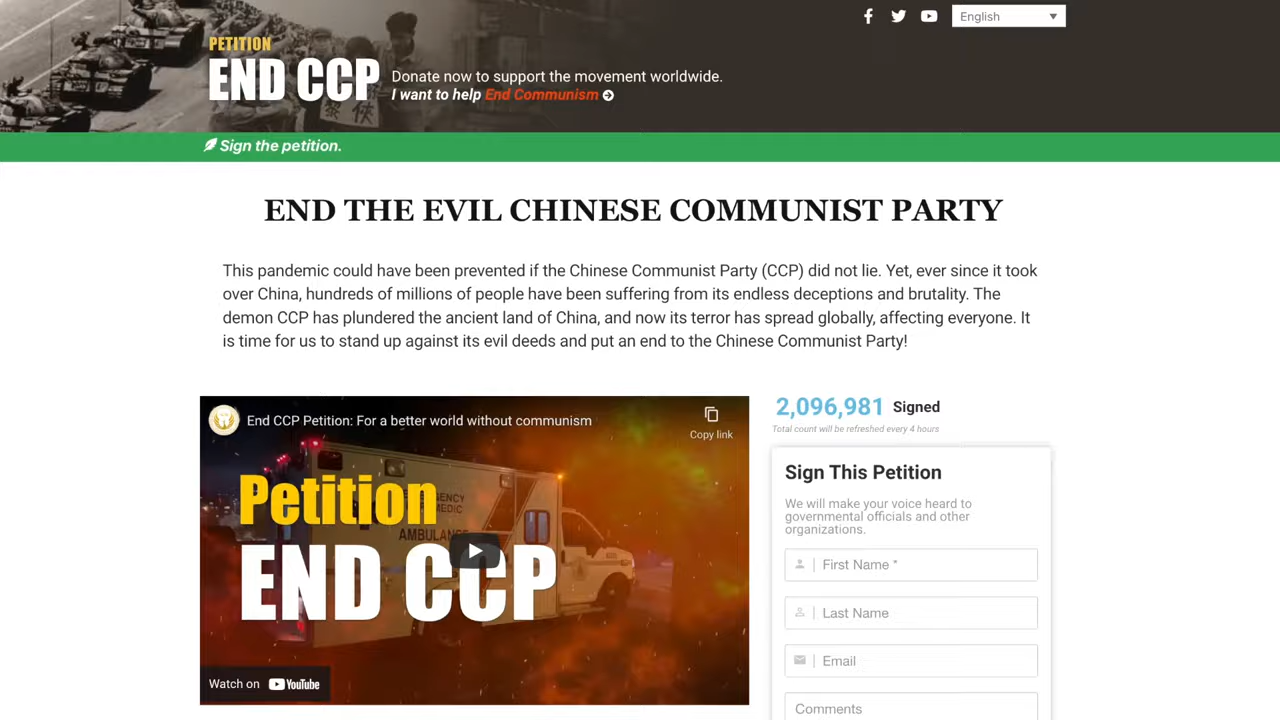 English
PETITION
END CCP
Donate now to support the movement worldwide.
I want to help End Communism
Sign the petition.
END THE EVIL CHINESE COMMUNIST PARTY
This pandemic could have been prevented if the Chinese Communist Party (CCP) did not lie. Yet, ever since it took
over China, hundreds of millions of people have been suffering from its endless deceptions and brutality. The
demon CCP has plundered the ancient land of China, and now its terror has spread globally, affecting everyone. It
is time for us to stand up against its evil deeds and put an end to the Chinese Communist Party!
End CCP Petition: For a better world without communism
Copy link
Petition
END CCP
AMBULANCE
Watch on YouTube
2,096,981 Signed
Total count will be refreshed every 4 hours
Sign This Petition
We will make your voice heard to
governmental officials and other
organizations.
First Name *
Last Name
Email
Comments